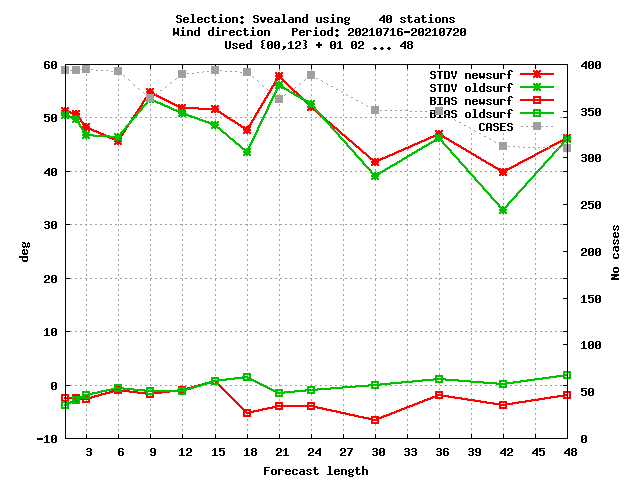 Selection: Svealand using    40 stations
Wind direction   Period: 20210716-20210720
Used {00,12} + 01 02 ... 48
60 400
STDV newsurf
STDV oldsurf
BIAS newsurf
BIAS oldsurf
CASES
50 350
40 300
30 250
20 200
10 150
0 100
-10 50
0
deg
No cases
3 6 9 12 15 18 21 24 27 30 33 36 39 42 45 48
Forecast length